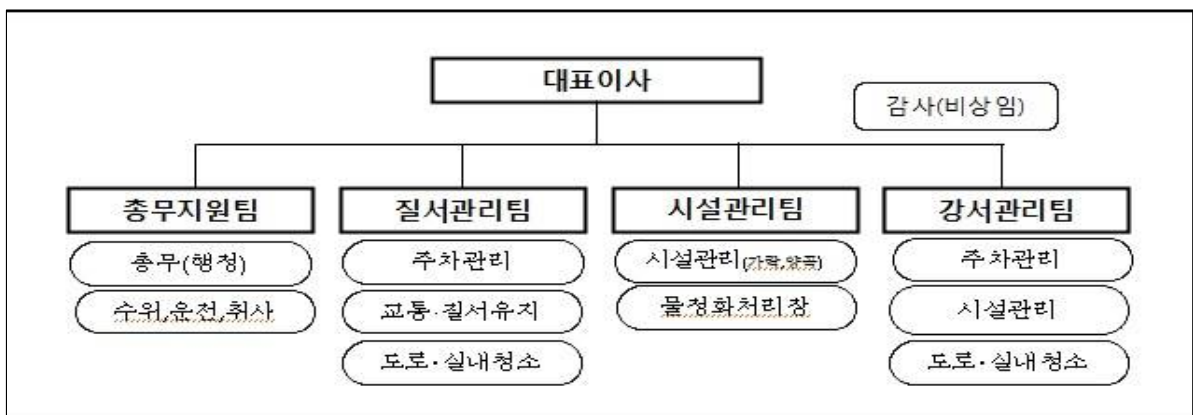 대표이사
감사(비상임)
총무지원팀
질서관리팀
시설관리팀
강서관리팀
총무(행정)
주차관리
시설관리(가락,양곡)
주차관리
수위,운전,취사
교통·질서유지
물정화처리장
시설관리
도로·실내청소
도로·실내청소